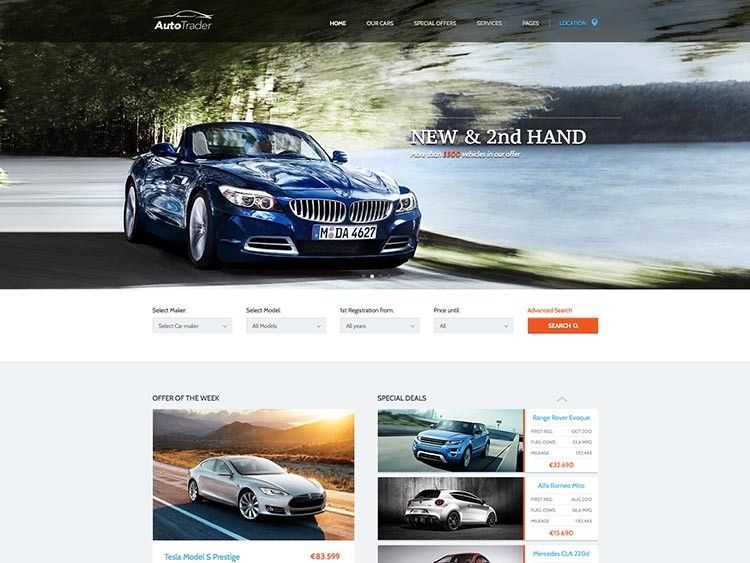 AutoTrader
HOME OUR CARS SPECIAL OFFERS SERVICES PAGES LOCATION
NEW & 2nd HAND
More than 3500 vehicles in our offer
M·DA 4627
Select Maker: Select Model: 1st Registration from: Price until: Advanced Search
Select Car maker All Models All years All SEARCH
OFFER OF THE WEEK
Tesla Model S Prestige €83.599
SPECIAL DEALS
Range Rover Evoque
FIRST REG. OCT 2012
FUEL CONS. 33,6 MPG
MILEAGE 170,443
€32.690
Alfa Romeo Mito
FIRST REG. AUG 2012
FUEL CONS. 36,6 MPG
MILEAGE 130,443
€15.690
Mercedes CLA 220d